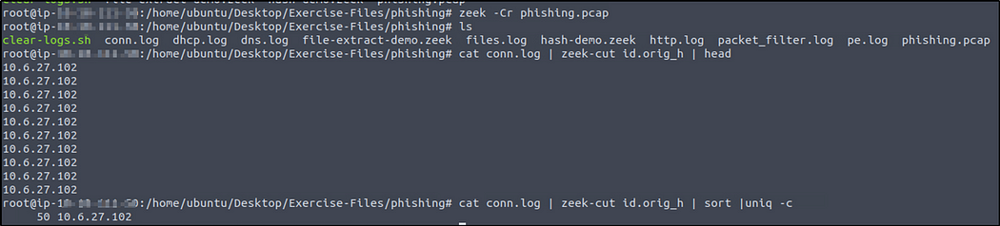 root@ip-:/home/ubuntu/Desktop/Exercise-Files/phishing# zeek -Cr phishing.pcap
root@ip-:/home/ubuntu/Desktop/Exercise-Files/phishing# ls
clear-logs.sh conn.log dhcp.log dns.log file-extract-demo.zeek files.log hash-demo.zeek http.log packet_filter.log pe.log phishing.pcap
root@ip-:/home/ubuntu/Desktop/Exercise-Files/phishing# cat conn.log | zeek-cut id.orig_h | head
10.6.27.102
10.6.27.102
10.6.27.102
10.6.27.102
10.6.27.102
10.6.27.102
10.6.27.102
10.6.27.102
10.6.27.102
10.6.27.102
root@ip-:/home/ubuntu/Desktop/Exercise-Files/phishing# cat conn.log | zeek-cut id.orig_h | sort |uniq -c
50 10.6.27.102